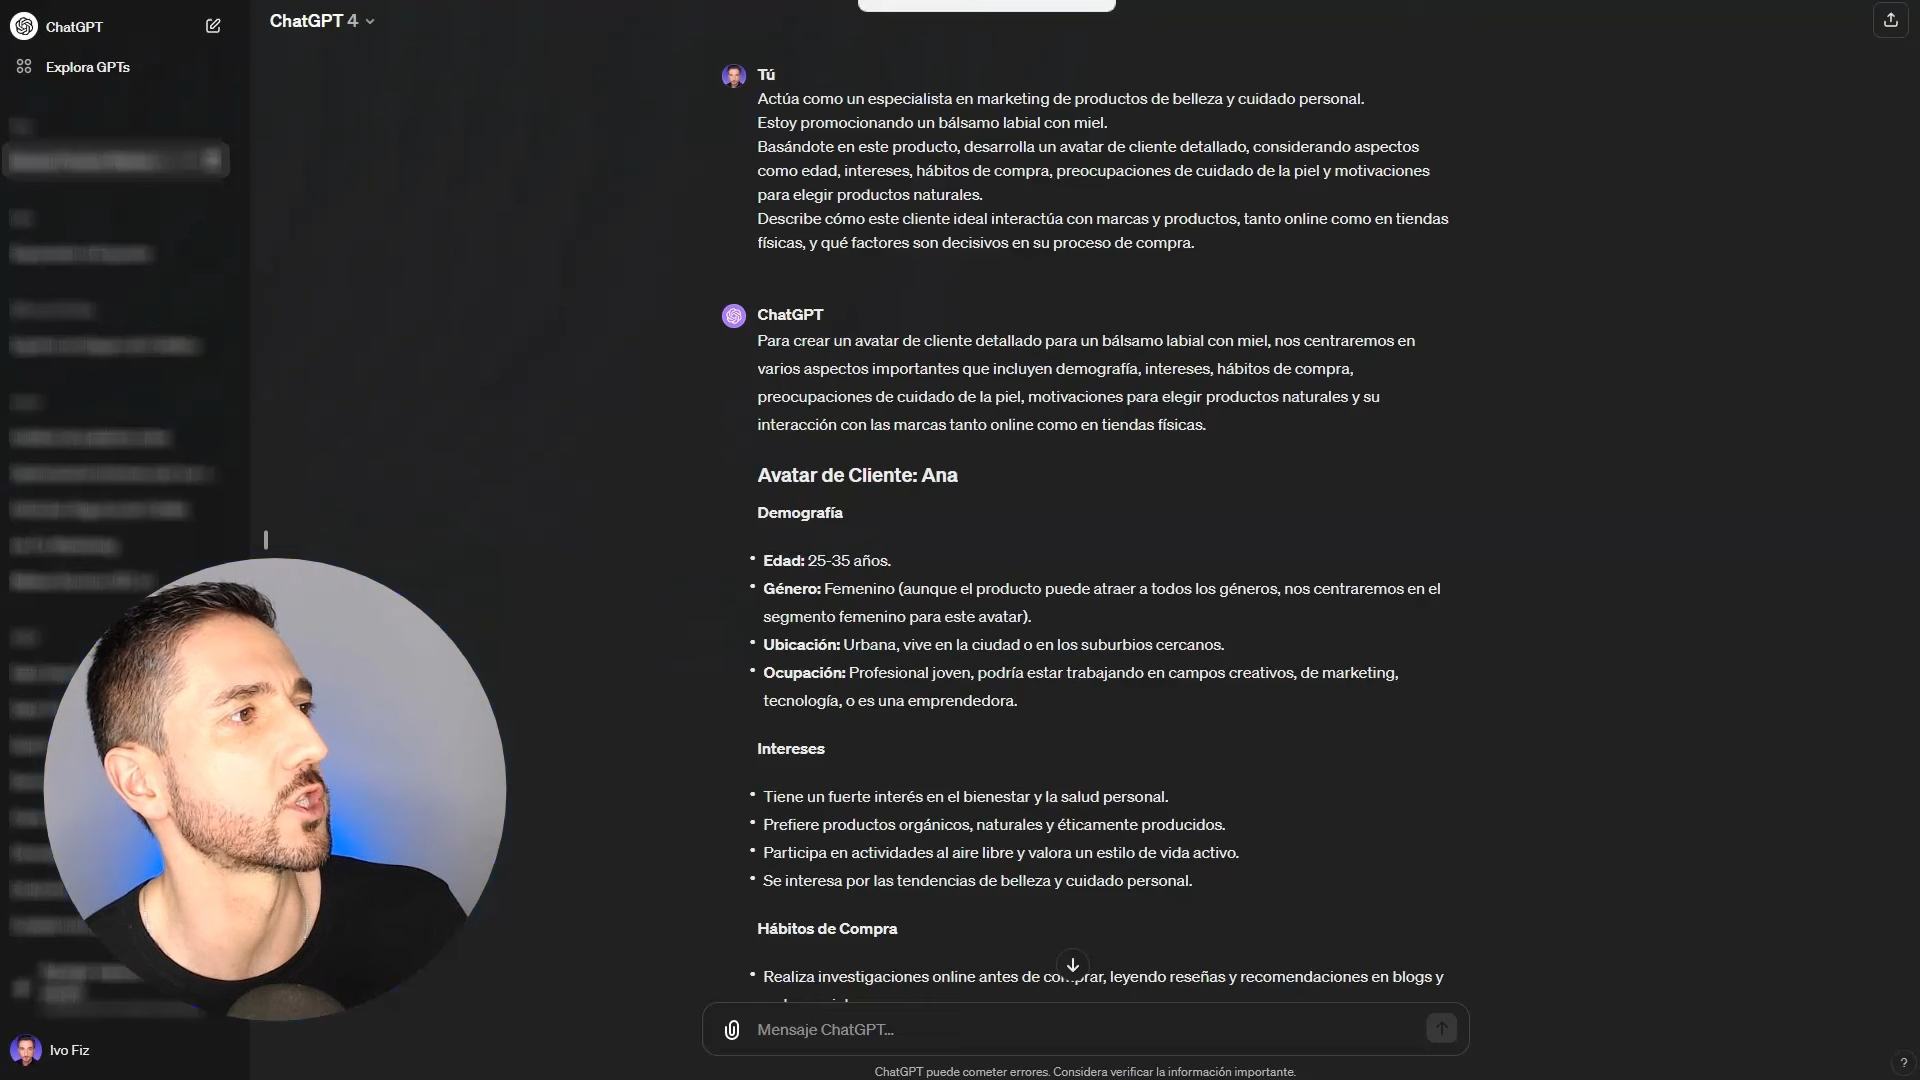 ChatGPT
Explora GPTs
ChatGPT 4
Tú
Actúa como un especialista en marketing de productos de belleza y cuidado personal.
Estoy promocionando un bálsamo labial con miel.
Basándote en este producto, desarrolla un avatar de cliente detallado, considerando aspectos
como edad, intereses, hábitos de compra, preocupaciones de cuidado de la piel y motivaciones
para elegir productos naturales.
Describe cómo este cliente ideal interactúa con marcas y productos, tanto online como en tiendas
físicas, y qué factores son decisivos en su proceso de compra.
ChatGPT
Para crear un avatar de cliente detallado para un bálsamo labial con miel, nos centraremos en
varios aspectos importantes que incluyen demografía, intereses, hábitos de compra,
preocupaciones de cuidado de la piel, motivaciones para elegir productos naturales y su
interacción con las marcas tanto online como en tiendas físicas.
Avatar de Cliente: Ana
Demografía
• Edad: 25-35 años.
• Género: Femenino (aunque el producto puede atraer a todos los géneros, nos centraremos en el
segmento femenino para este avatar).
• Ubicación: Urbana, vive en la ciudad o en los suburbios cercanos.
• Ocupación: Profesional joven, podría estar trabajando en campos creativos, de marketing,
tecnología, o es una emprendedora.
Intereses
• Tiene un fuerte interés en el bienestar y la salud personal.
• Prefiere productos orgánicos, naturales y éticamente producidos.
• Participa en actividades al aire libre y valora un estilo de vida activo.
• Se interesa por las tendencias de belleza y cuidado personal.
Hábitos de Compra
• Realiza investigaciones online antes de comprar, leyendo reseñas y recomendaciones en blogs y
Mensaje ChatGPT...
Ivo Fiz
ChatGPT puede cometer errores. Considera verificar la información importante.
?